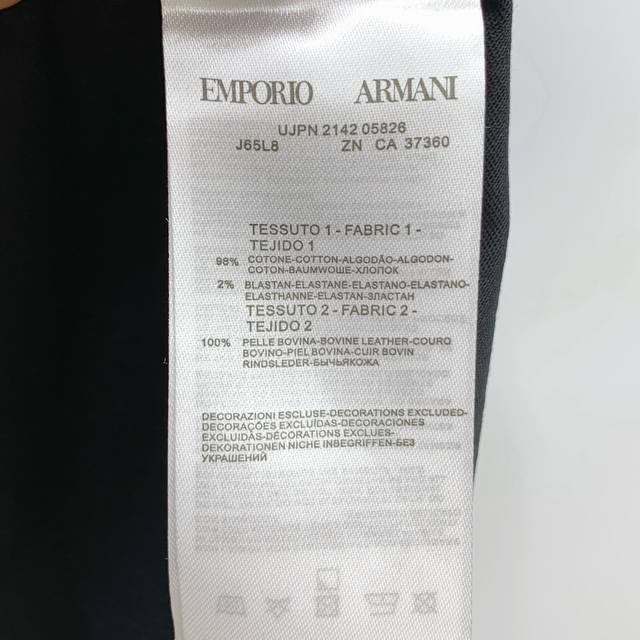 EMPORIO ARMANI
UJPN 2142 05826
J65L8 ZN CA 37360
TESSUTO 1 - FABRIC 1 -
TEJIDO 1
98% COTONE-COTTON-ALGODÃO-ALGODON-
COTON-BAUMWOШE-ХЛОПОК
2% BLASTAN-ELASTANE-ELASTANO-ELASTANO-
ELASTHANNE-ELASTAN-ЭЛАСТАН
TESSUTO 2 - FABRIC 2 -
TEJIDO 2
100% PELLE BOVINA-BOVINE LEATHER-COURO
BOVINO-PIEL BOVINA-CUIR BOVIN
RINDSLEDER-БЫЧЬЯКОЖА
DECORAZIONI ESCLUSE-DECORATIONS EXCLUDED-
DECORAÇÕES EXCLUÍDAS-DECORACIONES
EXCLUIDAS-DÉCORATIONS EXCLUES-
DEKORATIONEN NICHE INBEGRIFFEN-БЕЗ
УКРАШЕНИЙ